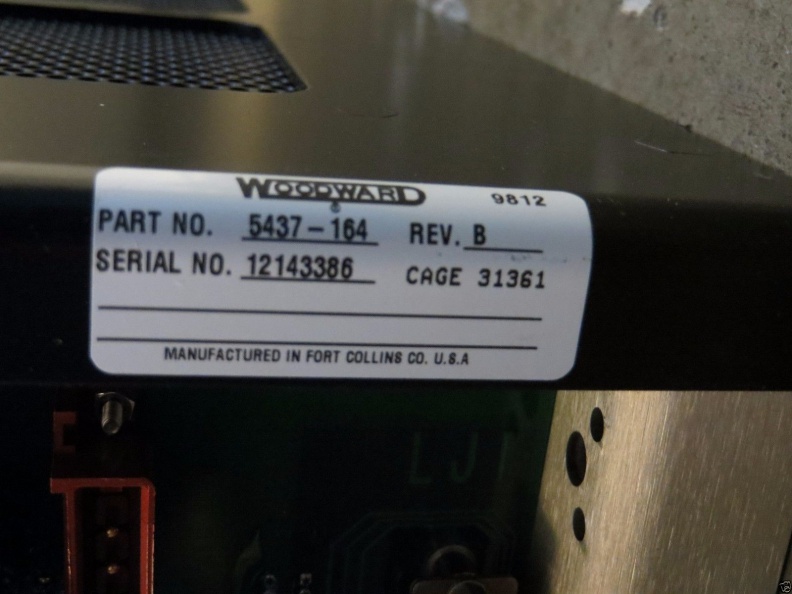 WOODWARD 9812
PART NO. 5437-164 REV. B
SERIAL NO. 12143386 CAGE 31361
MANUFACTURED IN FORT COLLINS CO. U.S.A